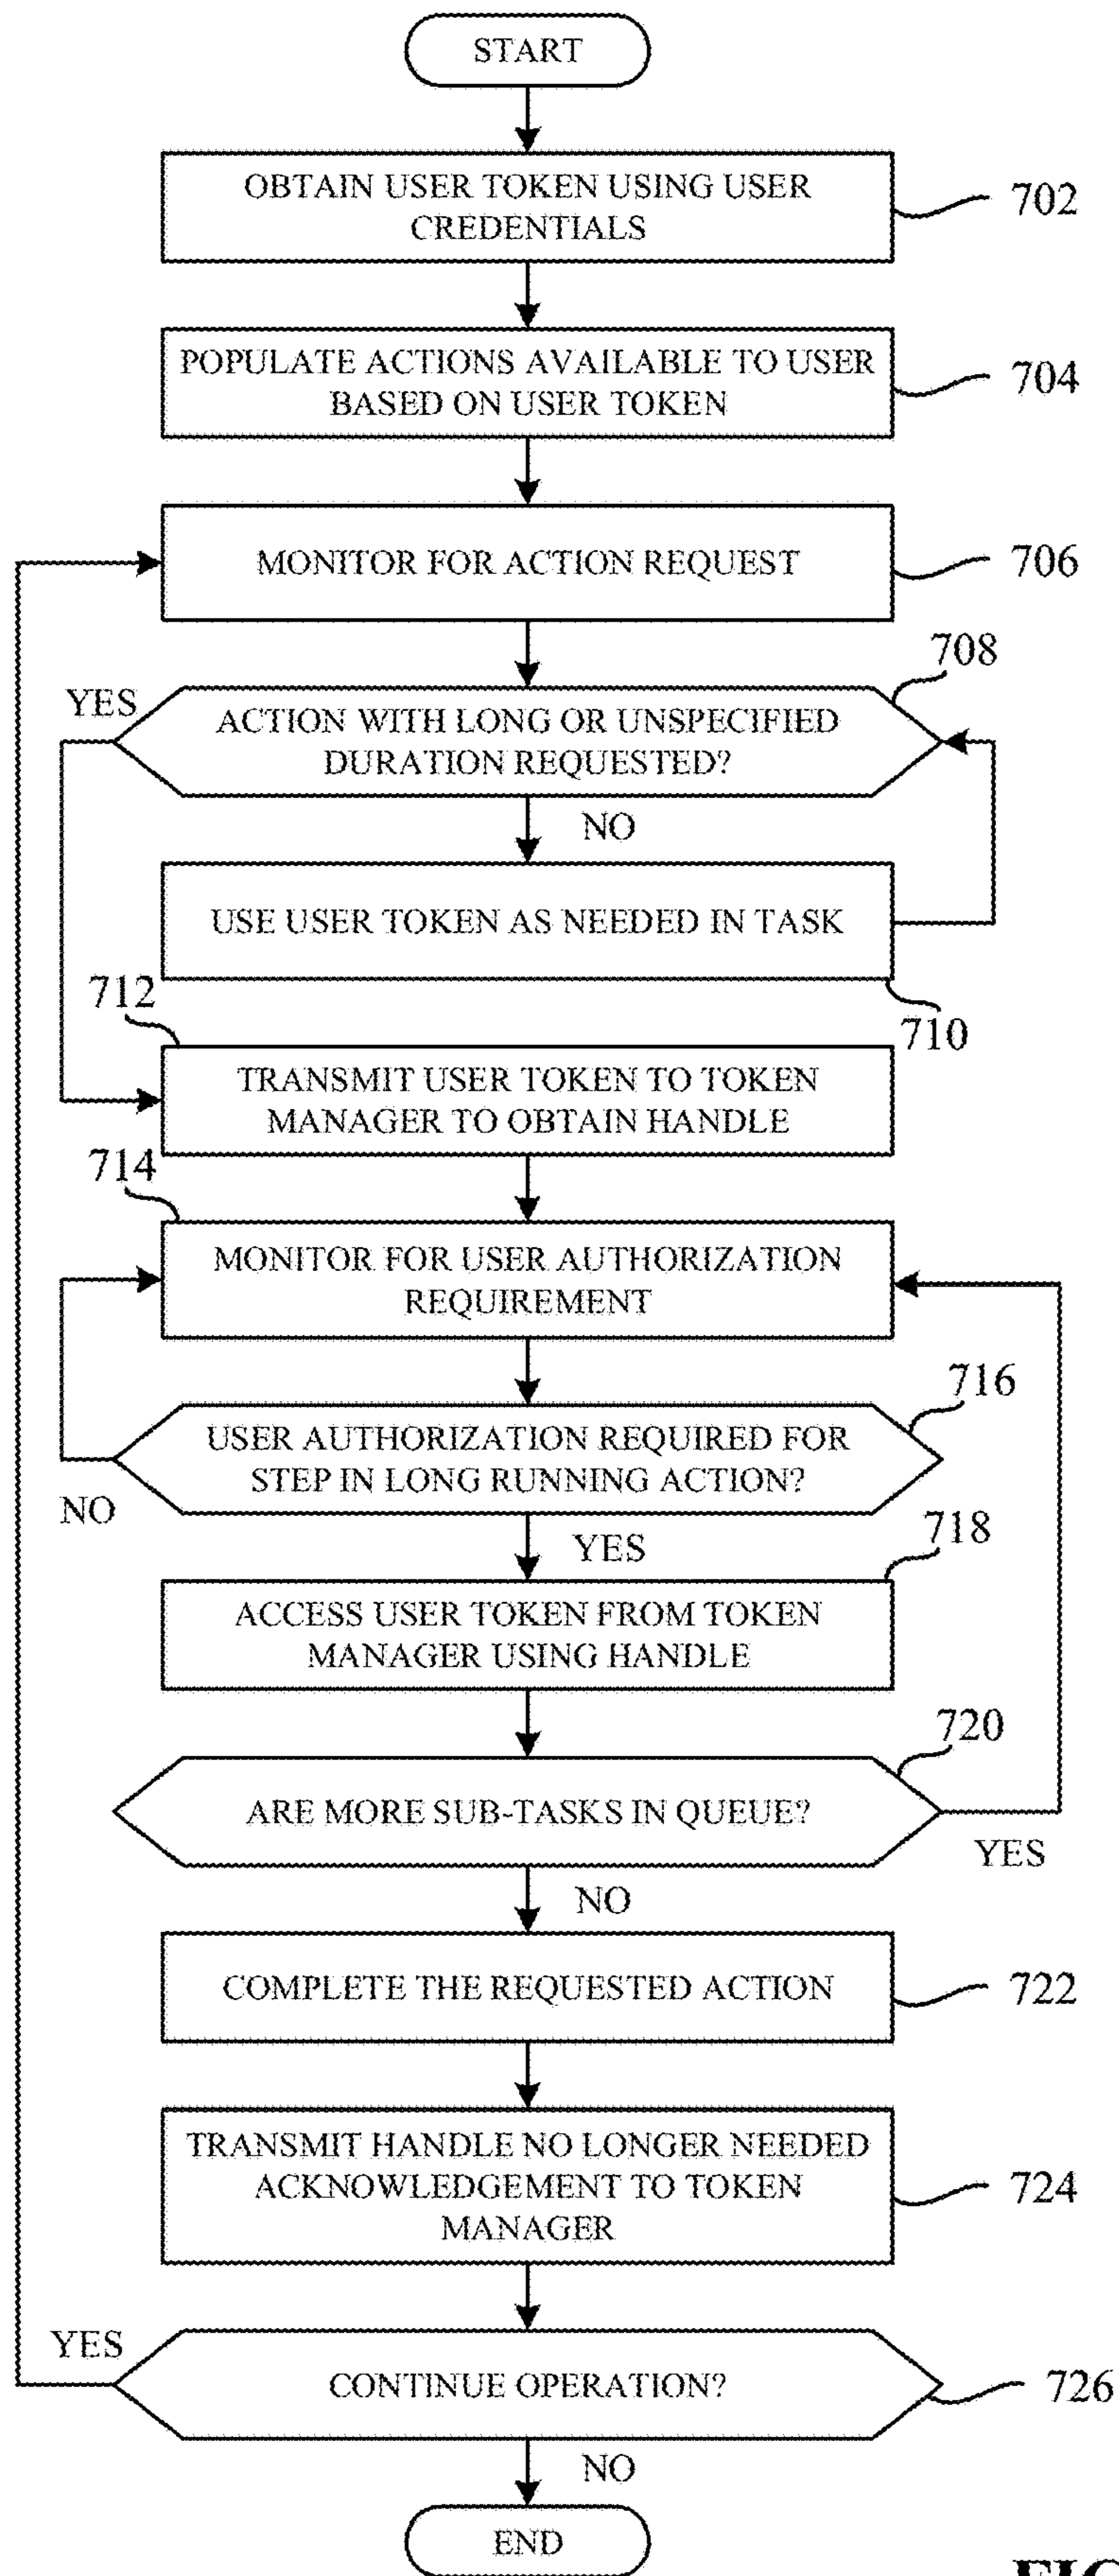 START
OBTAIN USER TOKEN USING USER
CREDENTIALS
702
POPULATE ACTIONS AVAILABLE TO USER
BASED ON USER TOKEN
704
MONITOR FOR ACTION REQUEST
706
708
YES
ACTION WITH LONG OR UNSPECIFIED
DURATION REQUESTED?
NO
USE USER TOKEN AS NEEDED IN TASK
710
712
TRANSMIT USER TOKEN TO TOKEN
MANAGER TO OBTAIN HANDLE
714
MONITOR FOR USER AUTHORIZATION
REQUIREMENT
716
USER AUTHORIZATION REQUIRED FOR
STEP IN LONG RUNNING ACTION?
NO
YES
718
ACCESS USER TOKEN FROM TOKEN
MANAGER USING HANDLE
720
ARE MORE SUB-TASKS IN QUEUE?
YES
NO
COMPLETE THE REQUESTED ACTION
722
TRANSMIT HANDLE NO LONGER NEEDED
ACKNOWLEDGEMENT TO TOKEN
MANAGER
724
YES
CONTINUE OPERATION?
726
NO
END